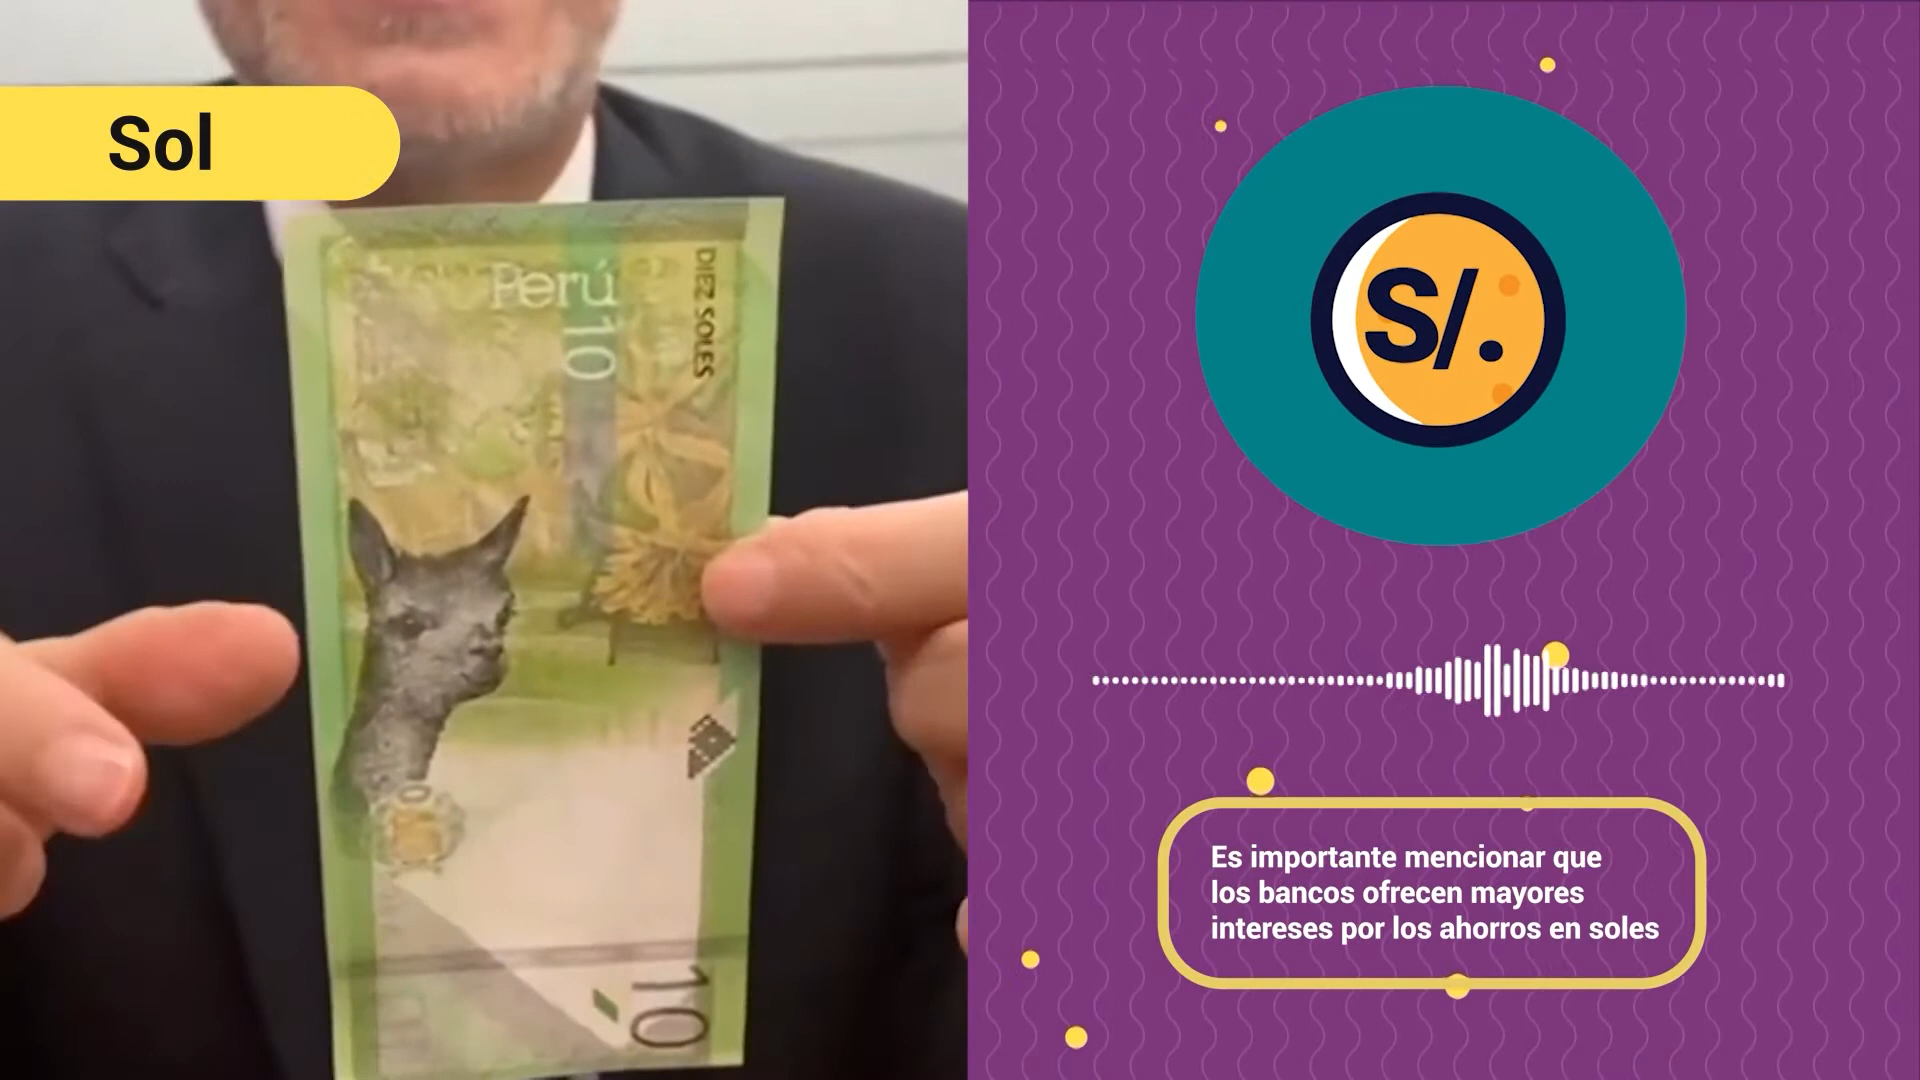 Sol
Perú
10
DIEZ SOLES
10
S/.
Es importante mencionar que
los bancos ofrecen mayores
intereses por los ahorros en soles